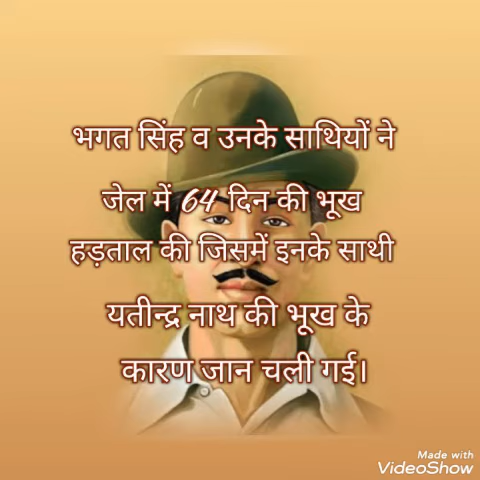 भगत सिंह व उनके साथियों ने
जेल में 64 दिन की भूख
हड़ताल की जिसमें इनके साथी
यतीन्द्र नाथ की भूख के
कारण जान चली गई।
Made with
VideoShow